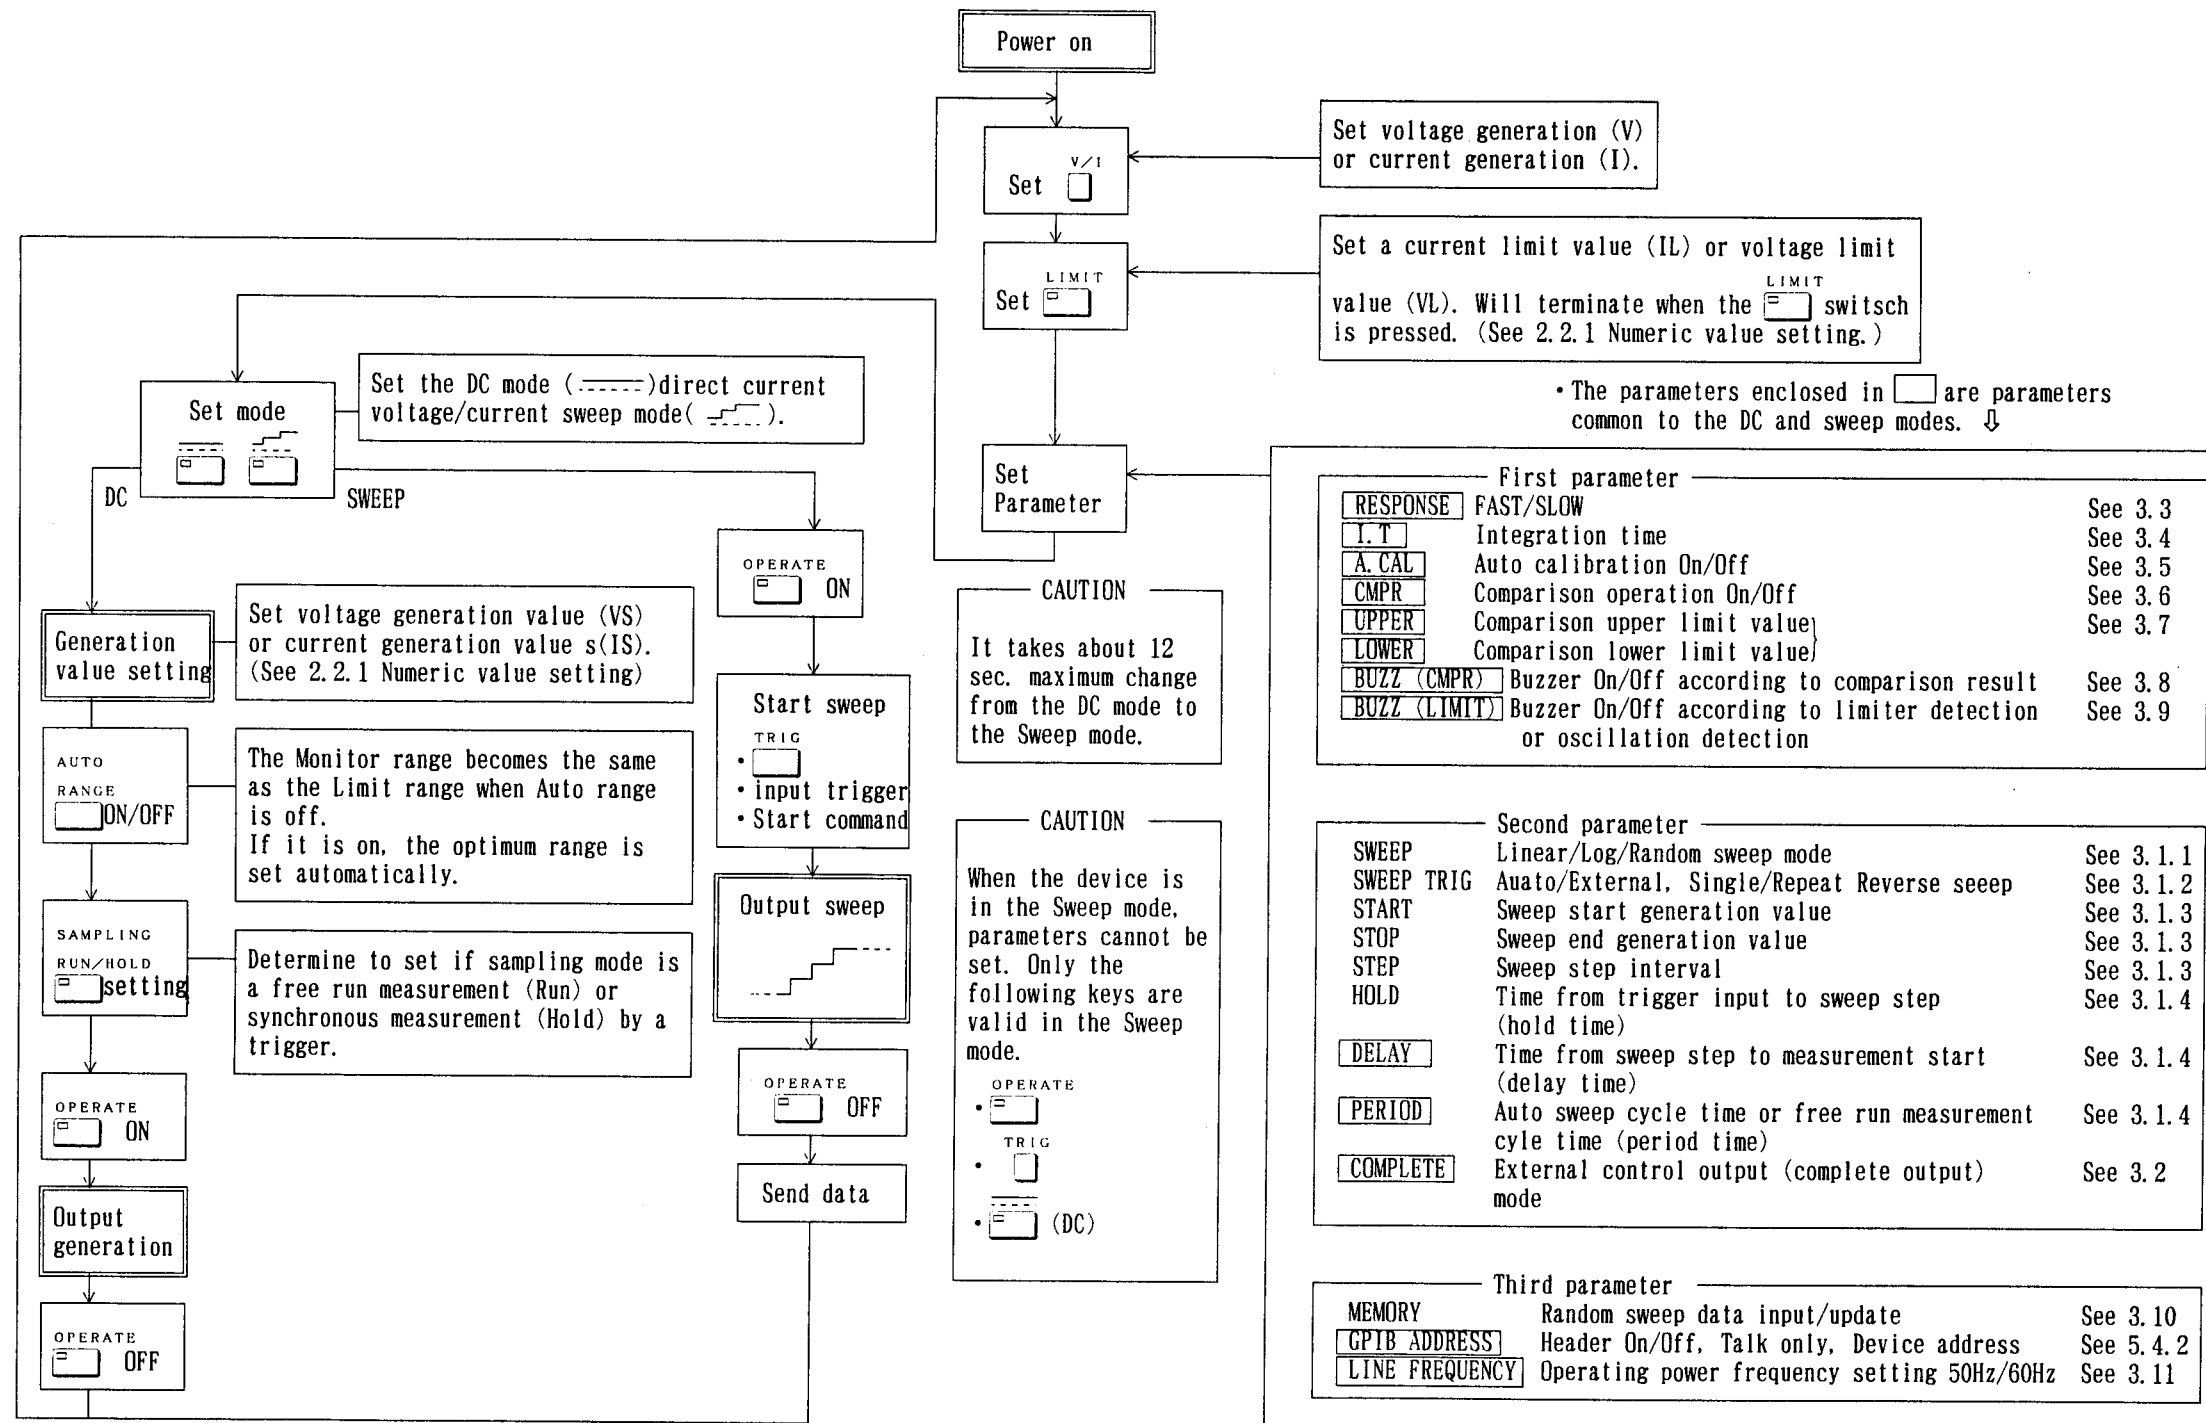 Power on
V/I
Set
Set voltage generation (V)
or current generation (I).
LIMIT
Set
Set a current limit value (IL) or voltage limit
LIMIT
value (VL). Will terminate when the switsch
is pressed. (See 2.2.1 Numeric value setting.)
Set
Parameter
Set mode
DC
SWEEP
Set the DC mode ( )direct current
voltage/current sweep mode( ).
Generation
value setting
Set voltage generation value (VS)
or current generation value s(IS).
(See 2.2.1 Numeric value setting)
AUTO
RANGE
ON/OFF
The Monitor range becomes the same
as the Limit range when Auto range
is off.
If it is on, the optimum range is
set automatically.
SAMPLING
RUN/HOLD
setting
Determine to set if sampling mode is
a free run measurement (Run) or
synchronous measurement (Hold) by a
trigger.
OPERATE
ON
Output
generation
OPERATE
OFF
OPERATE
ON
Start sweep
TRIG
•
• input trigger
• Start command
Output sweep
OPERATE
OFF
Send data
CAUTION
It takes about 12
sec. maximum change
from the DC mode to
the Sweep mode.
CAUTION
When the device is
in the Sweep mode,
parameters cannot be
set. Only the
following keys are
valid in the Sweep
mode.
OPERATE
•
TRIG
•
• (DC)
• The parameters enclosed in are parameters
common to the DC and sweep modes. ⇩
First parameter
RESPONSE FAST/SLOW See 3.3
I.T Integration time See 3.4
A.CAL Auto calibration On/Off See 3.5
CMPR Comparison operation On/Off See 3.6
UPPER Comparison upper limit value See 3.7
LOWER Comparison lower limit value
BUZZ (CMPR) Buzzer On/Off according to comparison result See 3.8
BUZZ (LIMIT) Buzzer On/Off according to limiter detection See 3.9
or oscillation detection
Second parameter
SWEEP Linear/Log/Random sweep mode See 3.1.1
SWEEP TRIG Auato/External, Single/Repeat Reverse seeep See 3.1.2
START Sweep start generation value See 3.1.3
STOP Sweep end generation value See 3.1.3
STEP Sweep step interval See 3.1.3
HOLD Time from trigger input to sweep step See 3.1.4
(hold time)
DELAY Time from sweep step to measurement start See 3.1.4
(delay time)
PERIOD Auto sweep cycle time or free run measurement See 3.1.4
cyle time (period time)
COMPLETE External control output (complete output) See 3.2
mode
Third parameter
MEMORY Random sweep data input/update See 3.10
GPIB ADDRESS Header On/Off, Talk only, Device address See 5.4.2
LINE FREQUENCY Operating power frequency setting 50Hz/60Hz See 3.11